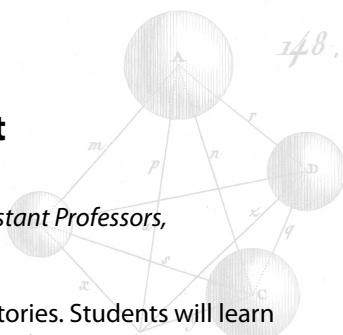 148.
A
t
m
r
p
n
D
stant Professors,
z
q
s
x
C
tories. Students will learn